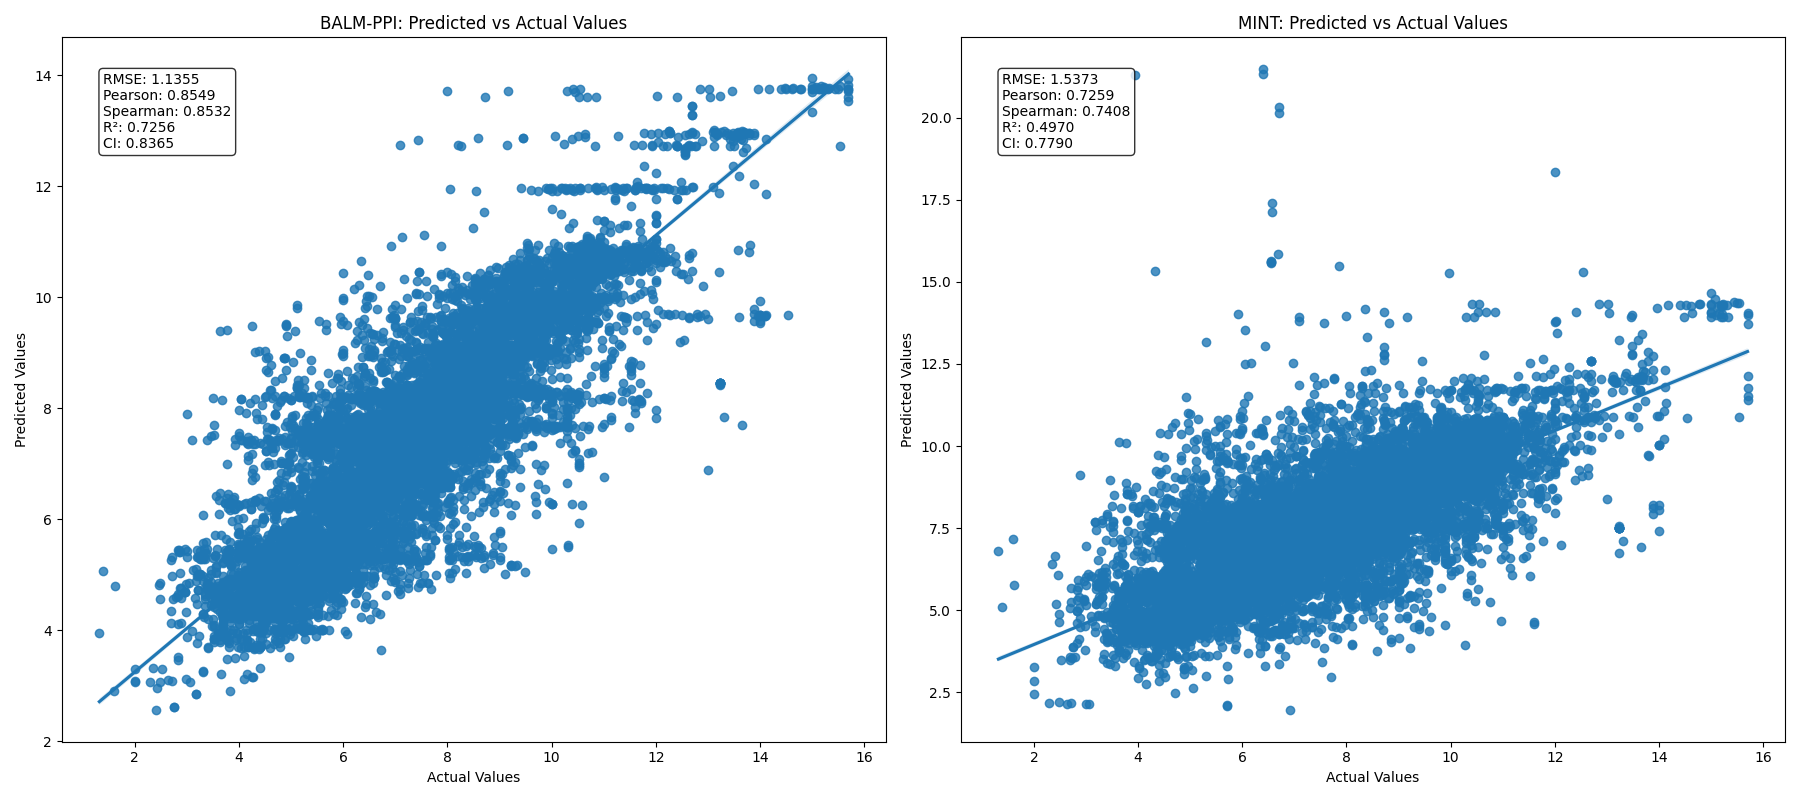 BALM-PPI: Predicted vs Actual Values
RMSE: 1.1355
Pearson: 0.8549
Spearman: 0.8532
R²: 0.7256
CI: 0.8365
14
12
10
8
6
4
2
Predicted Values
2 4 6 8 10 12 14 16
Actual Values
MINT: Predicted vs Actual Values
RMSE: 1.5373
Pearson: 0.7259
Spearman: 0.7408
R²: 0.4970
CI: 0.7790
20.0
17.5
15.0
12.5
10.0
7.5
5.0
2.5
Predicted Values
2 4 6 8 10 12 14 16
Actual Values